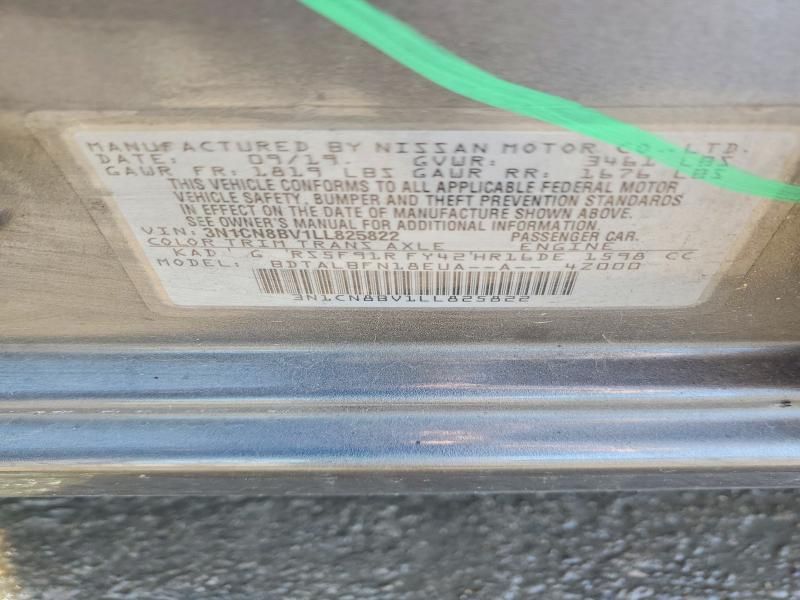 MANUFACTURED BY NISSAN MOTOR CO., LTD.
DATE: 09/19. GVWR: 3461 LBS
GAWR FR: 1819 LBS GAWR RR: 1676 LBS
THIS VEHICLE CONFORMS TO ALL APPLICABLE FEDERAL MOTOR
VEHICLE SAFETY, BUMPER AND THEFT PREVENTION STANDARDS
IN EFFECT ON THE DATE OF MANUFACTURE SHOWN ABOVE.
SEE OWNER'S MANUAL FOR ADDITIONAL INFORMATION.
VIN: 3N1CN8BV1LL825822 PASSENGER CAR.
COLOR TRIM TRANS AXLE ENGINE
KAD G RS5F91R FY42 HR16DE 1598 CC
BDTALBFN18EUA--A-- 42000
3N1CN8BV1LL825822